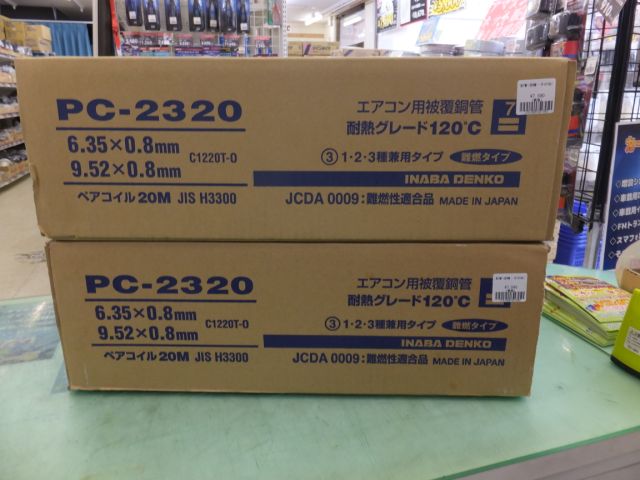 PC-2320
6.35×0.8mm
9.52×0.8mm
C1220T-O
ペアコイル 20M JIS H3300
エアコン用被覆銅管
耐熱グレード120℃
③1・2・3種兼用タイプ 難燃タイプ
INABA DENKO
JCDA 0009:難燃性適合品 MADE IN JAPAN
7
PC-2320
6.35×0.8mm
9.52×0.8mm
C1220T-O
ペアコイル 20M JIS H3300
エアコン用被覆銅管
耐熱グレード120℃
③1・2・3種兼用タイプ 難燃タイプ
INABA DENKO
JCDA 0009:難燃性適合品 MADE IN JAPAN